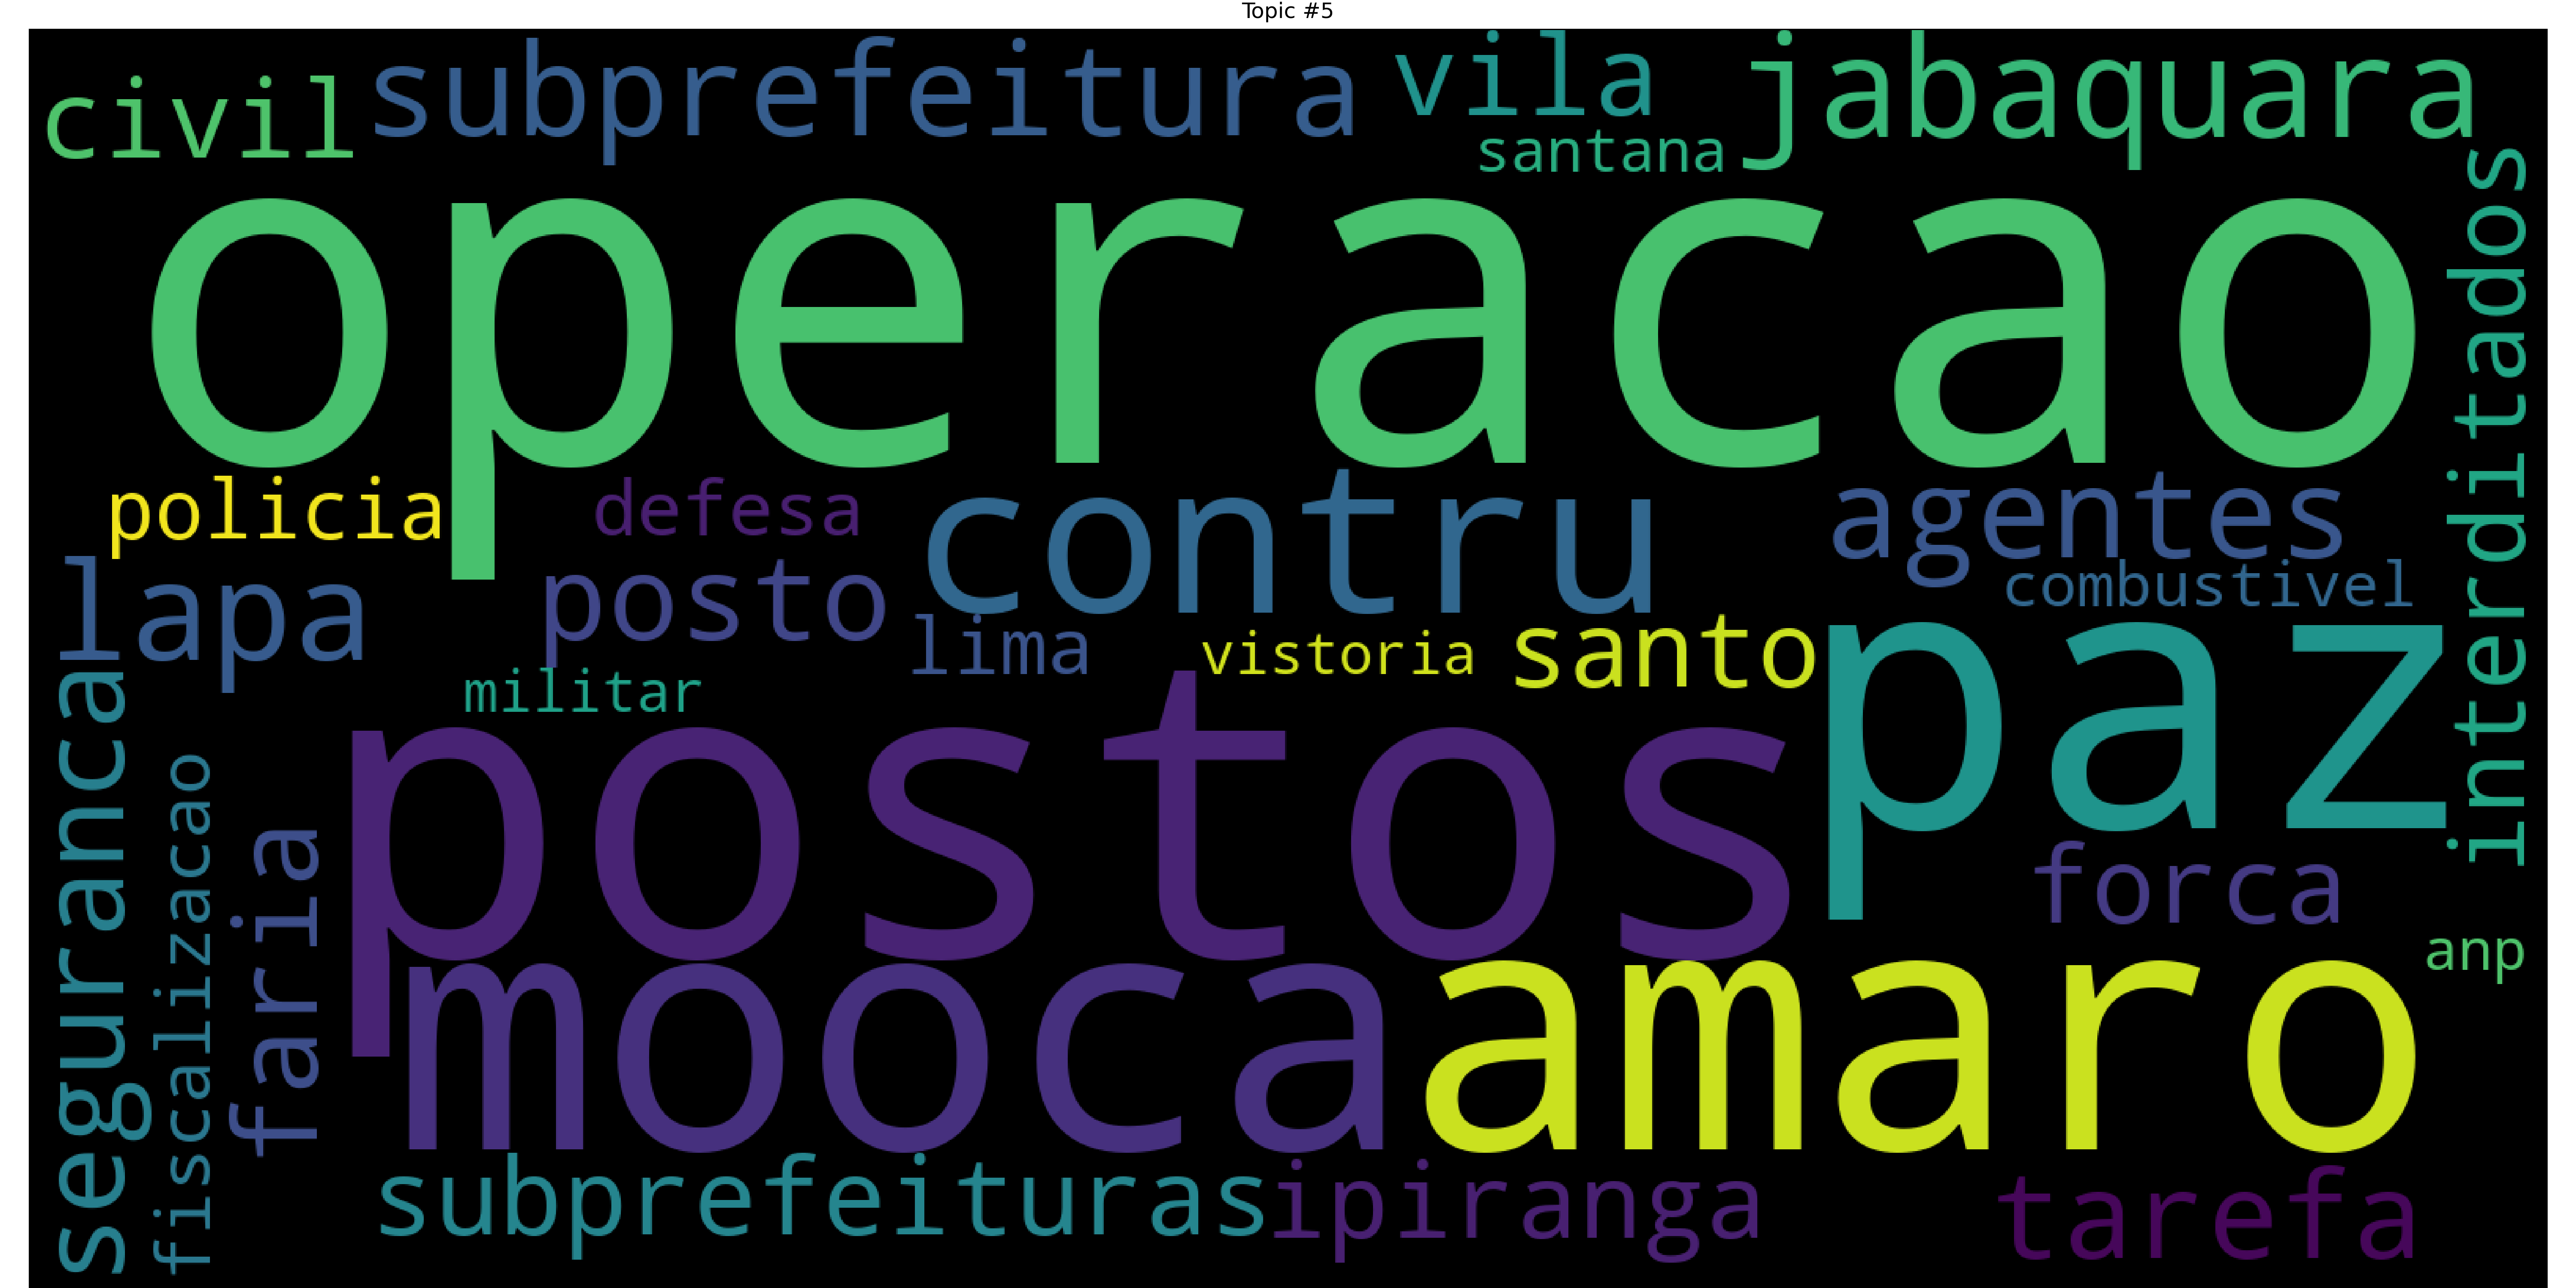 Topic #5
civil
subprefeitura
vila
jabaquara
santana
operacao
interditados
policia
defesa
contru
agentes
lapa
posto
combustivel
lima
vistoria
santo
paz
militar
postos
seguranca
fiscalizacao
faria
forca
anp
mooca
amaro
subprefeituras
ipiranga
tarefa